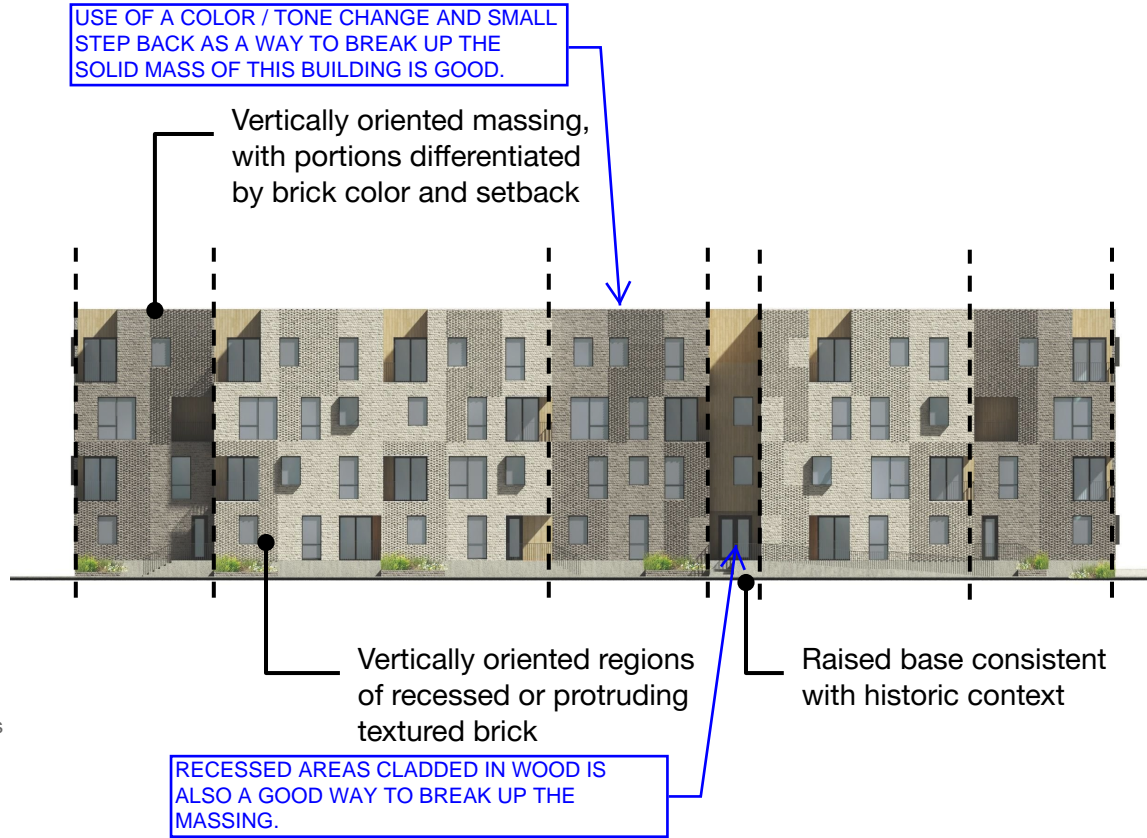 USE OF A COLOR / TONE CHANGE AND SMALL
STEP BACK AS A WAY TO BREAK UP THE
SOLID MASS OF THIS BUILDING IS GOOD.
Vertically oriented massing,
with portions differentiated
by brick color and setback
Vertically oriented regions
of recessed or protruding
textured brick
Raised base consistent
with historic context
s
RECESSED AREAS CLADDED IN WOOD IS
ALSO A GOOD WAY TO BREAK UP THE
MASSING.